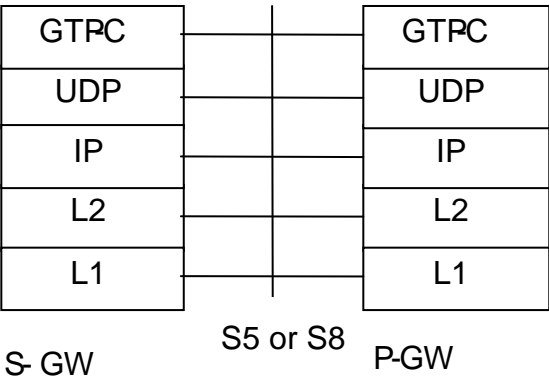 GTP-C GTP-C
UDP UDP
IP IP
L2 L2
L1 L1
S5 or S8
S- GW P-GW